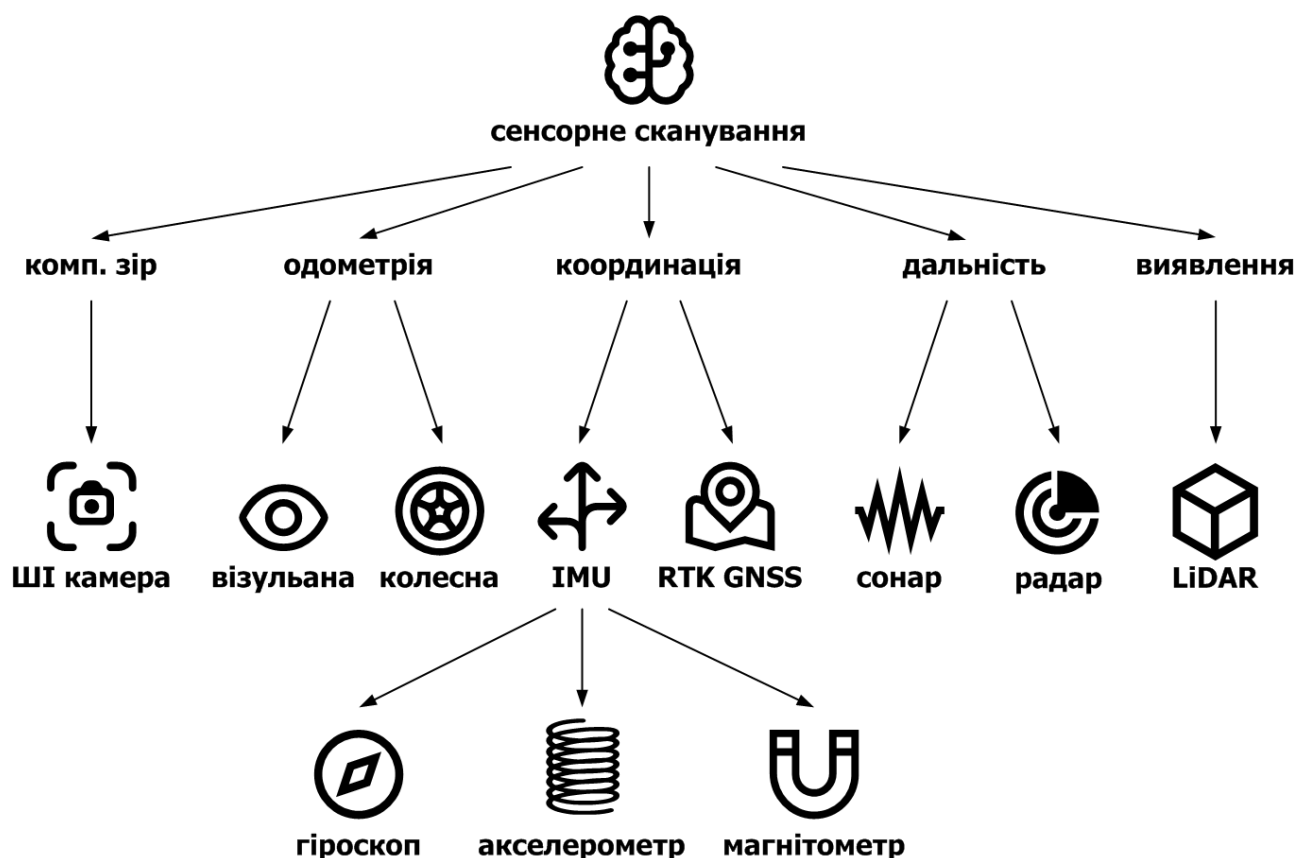 сенсорне сканування
комп. зір
одометрія
координація
дальність
виявлення
ШІ камера
візульана
колесна
IMU
RTK GNSS
сонар
радар
LiDAR
гіроскоп
акселерометр
магнітометр